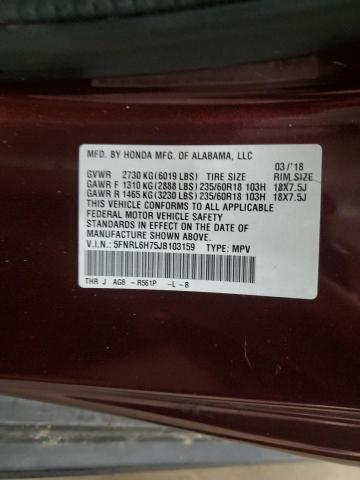 MFD. BY HONDA MFG. OF ALABAMA, LLC
03/'18
GVWR 2730 KG(6019 LBS) TIRE SIZE RIM SIZE
GAWR F 1310 KG(2888 LBS) 235/60R18 103H 18X7.5J
GAWR R 1465 KG(3230 LBS) 235/60R18 103H 18X7.5J
THIS VEHICLE CONFORMS TO ALL APPLICABLE
FEDERAL MOTOR VEHICLE SAFETY
STANDARDS IN EFFECT ON THE DATE OF
MANUFACTURE SHOWN ABOVE.
V.I.N.: 5FNRL6H75JB103159 TYPE: MPV
THR J AG8 -R561P -L-8